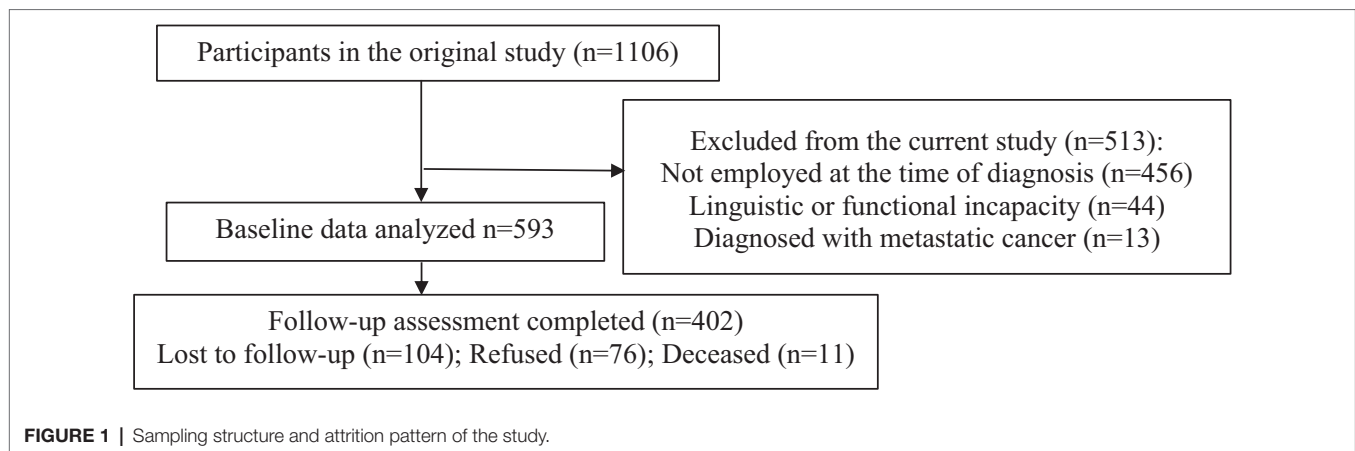 Participants in the original study (n=1106)
Excluded from the current study (n=513):
Not employed at the time of diagnosis (n=456)
Linguistic or functional incapacity (n=44)
Diagnosed with metastatic cancer (n=13)
Baseline data analyzed n=593
Follow-up assessment completed (n=402)
Lost to follow-up (n=104); Refused (n=76); Deceased (n=11)
FIGURE 1 | Sampling structure and attrition pattern of the study.